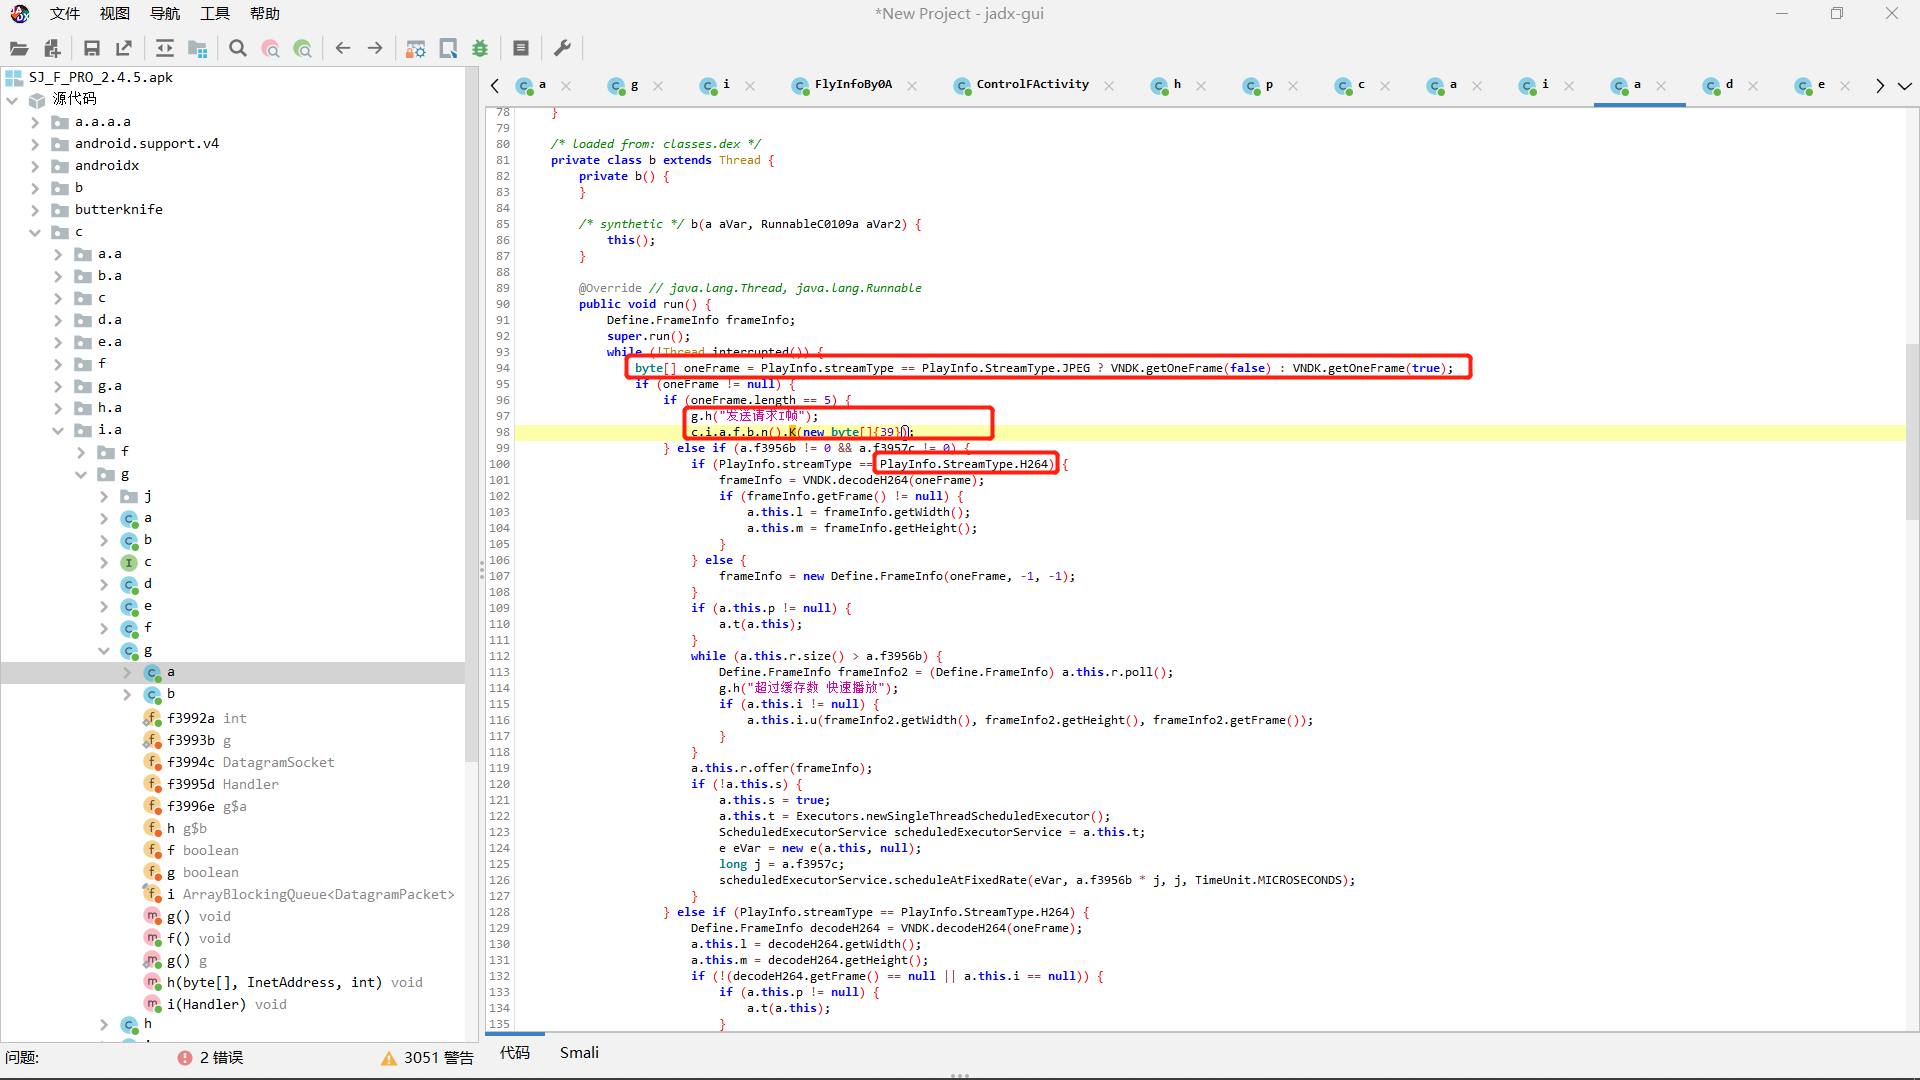 文件 视图 导航 工具 帮助
*New Project - jadx-gui
SJ_F_PRO_2.4.5.apk
源代码
a.a.a.a
android.support.v4
androidx
b
butterknife
c
a.a
b.a
c
d.a
e.a
f
g.a
h.a
i.a
f
g
j
a
b
c
d
e
f
g
a
b
f3992a int
f3993b g
f3994c DatagramSocket
f3995d Handler
f3996e g$a
h g$b
f boolean
g boolean
i ArrayBlockingQueue<DatagramPacket>
g() void
f() void
g() g
h(byte[], InetAddress, int) void
i(Handler) void
h
问题: 2 错误 3051 警告
a g i FlyInfoBy0A ControlFActivity h p c a i a d e
78 }
79
80 /* loaded from: classes.dex */
81 private class b extends Thread {
82 private b() {
83 }
84
85 /* synthetic */ b(a aVar, RunnableC0109a aVar2) {
86 this();
87 }
88
89 @Override // java.lang.Thread, java.lang.Runnable
90 public void run() {
91 Define.FrameInfo frameInfo;
92 super.run();
93 while (!Thread.interrupted()) {
94 byte[] oneFrame = PlayInfo.streamType == PlayInfo.StreamType.JPEG ? VNDK.getOneFrame(false) : VNDK.getOneFrame(true);
95 if (oneFrame != null) {
96 if (oneFrame.length == 5) {
97 g.h("发送请求I帧");
98 c.i.a.f.b.n().K(new byte[]{39});
99 } else if (a.f3956b != 0 && a.f3957c != 0) {
100 if (PlayInfo.streamType == PlayInfo.StreamType.H264) {
101 frameInfo = VNDK.decodeH264(oneFrame);
102 if (frameInfo.getFrame() != null) {
103 a.this.l = frameInfo.getWidth();
104 a.this.m = frameInfo.getHeight();
105 }
106 } else {
107 frameInfo = new Define.FrameInfo(oneFrame, -1, -1);
108 }
109 if (a.this.p != null) {
110 a.t(a.this);
111 }
112 while (a.this.r.size() > a.f3956b) {
113 Define.FrameInfo frameInfo2 = (Define.FrameInfo) a.this.r.poll();
114 g.h("超过缓存数 快速播放");
115 if (a.this.i != null) {
116 a.this.i.u(frameInfo2.getWidth(), frameInfo2.getHeight(), frameInfo2.getFrame());
117 }
118 }
119 a.this.r.offer(frameInfo);
120 if (!a.this.s) {
121 a.this.s = true;
122 a.this.t = Executors.newSingleThreadScheduledExecutor();
123 ScheduledExecutorService scheduledExecutorService = a.this.t;
124 e eVar = new e(a.this, null);
125 long j = a.f3957c;
126 scheduledExecutorService.scheduleAtFixedRate(eVar, a.f3956b * j, j, TimeUnit.MICROSECONDS);
127 }
128 } else if (PlayInfo.streamType == PlayInfo.StreamType.H264) {
129 Define.FrameInfo decodeH264 = VNDK.decodeH264(oneFrame);
130 a.this.l = decodeH264.getWidth();
131 a.this.m = decodeH264.getHeight();
132 if (!(decodeH264.getFrame() == null || a.this.i == null)) {
133 if (a.this.p != null) {
134 a.t(a.this);
135 }
代码 Smali